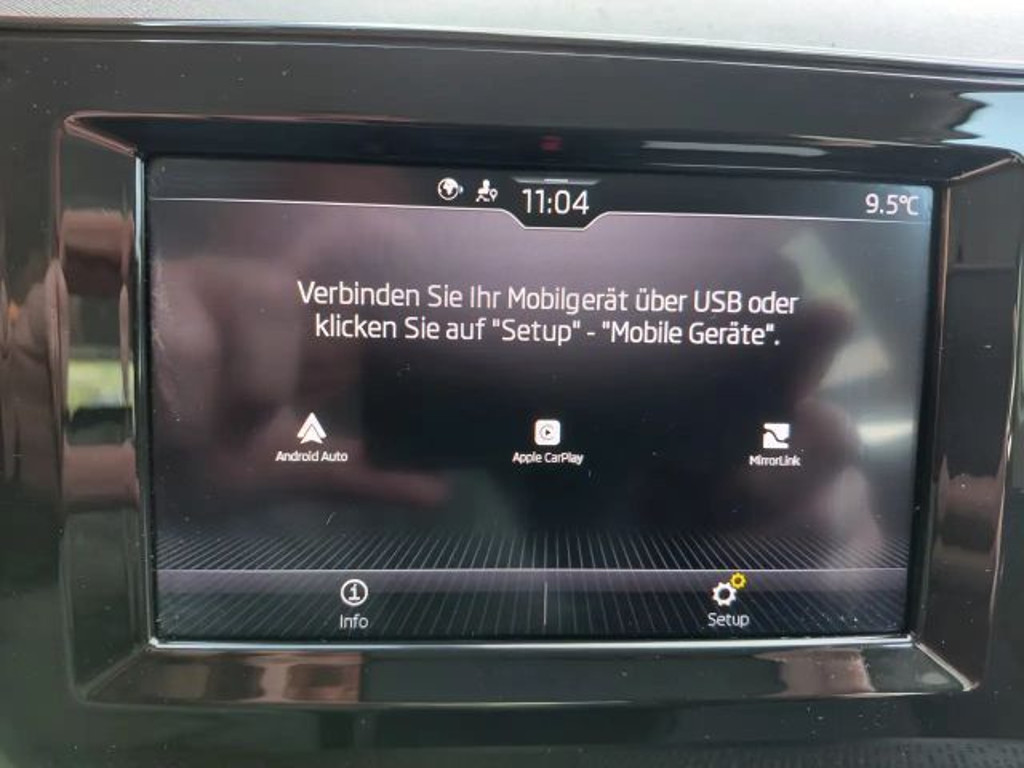 11:04
9.5°C
Verbinden Sie Ihr Mobilgerät über USB oder
klicken Sie auf "Setup" - "Mobile Geräte".
Android Auto
Apple CarPlay
MirrorLink
Info
Setup